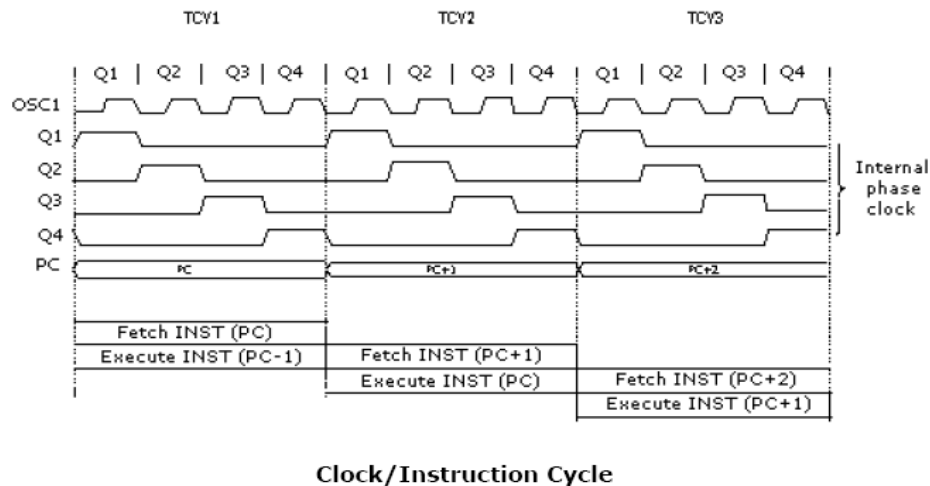 TCY1 TCY2 TCY3
Q1 | Q2 | Q3 | Q4 | Q1 | Q2 | Q3 | Q4 | Q1 | Q2 | Q3 | Q4
OSC1
Q1
Q2
Q3
Q4
Internal
phase
clock
PC PC PC+1 PC+2
Fetch INST (PC)
Execute INST (PC-1) Fetch INST (PC+1)
Execute INST (PC) Fetch INST (PC+2)
Execute INST (PC+1)
Clock/Instruction Cycle